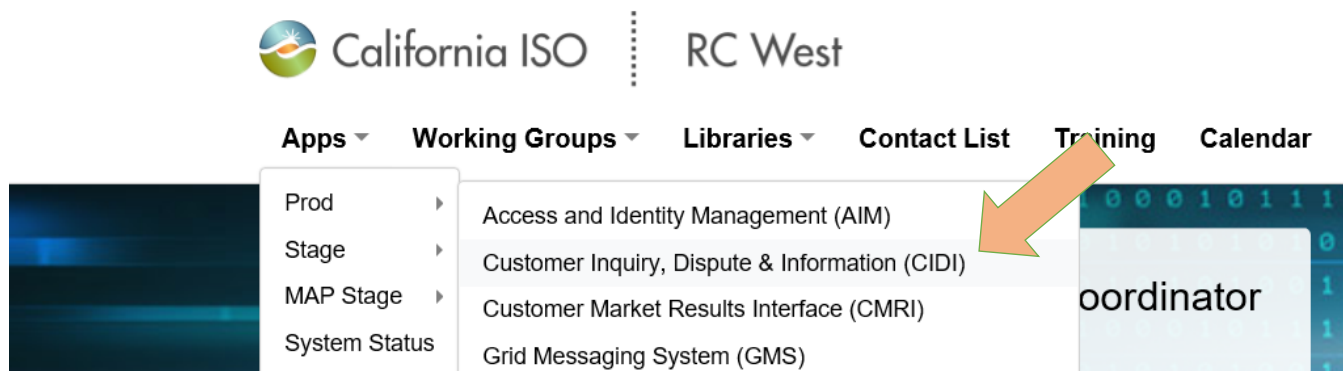 California ISO RC West
Apps Working Groups Libraries Contact List Training Calendar
Prod
Stage
MAP Stage
System Status
Access and Identity Management (AIM)
Customer Inquiry, Dispute & Information (CIDI)
Customer Market Results Interface (CMRI)
Grid Messaging System (GMS)
oordinator